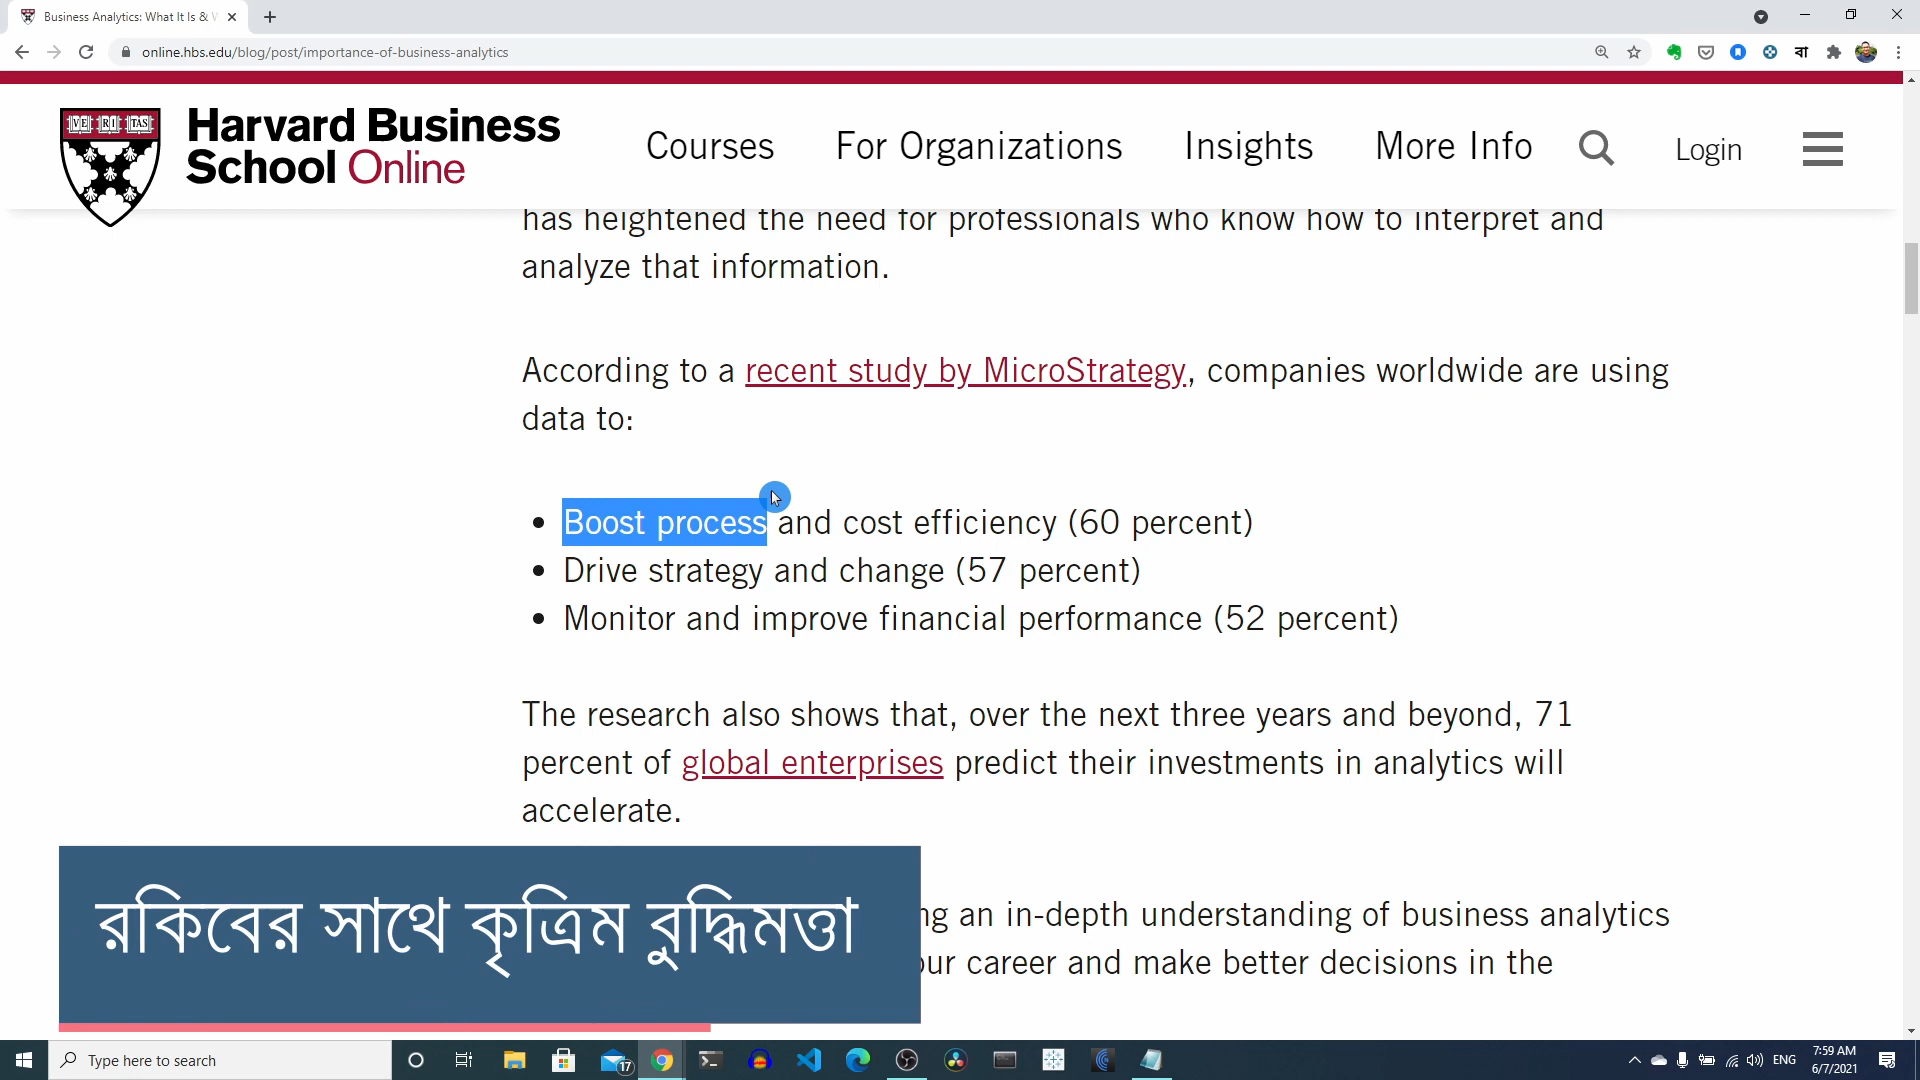 Business Analytics: What It Is &
online.hbs.edu/blog/post/importance-of-business-analytics
বা
VE RI TAS
Harvard Business
School Online
Courses
For Organizations
Insights
More Info
Login
has heightened the need for professionals who know how to interpret and
analyze that information.
According to a recent study by MicroStrategy, companies worldwide are using
data to:
• Boost process and cost efficiency (60 percent)
• Drive strategy and change (57 percent)
• Monitor and improve financial performance (52 percent)
The research also shows that, over the next three years and beyond, 71
percent of global enterprises predict their investments in analytics will
accelerate.
an in-depth understanding of business analytics
career and make better decisions in the
রকিবের সাথে কৃত্রিম বুদ্ধিমত্তা
Type here to search
17
ENG
7:59 AM
6/7/2021